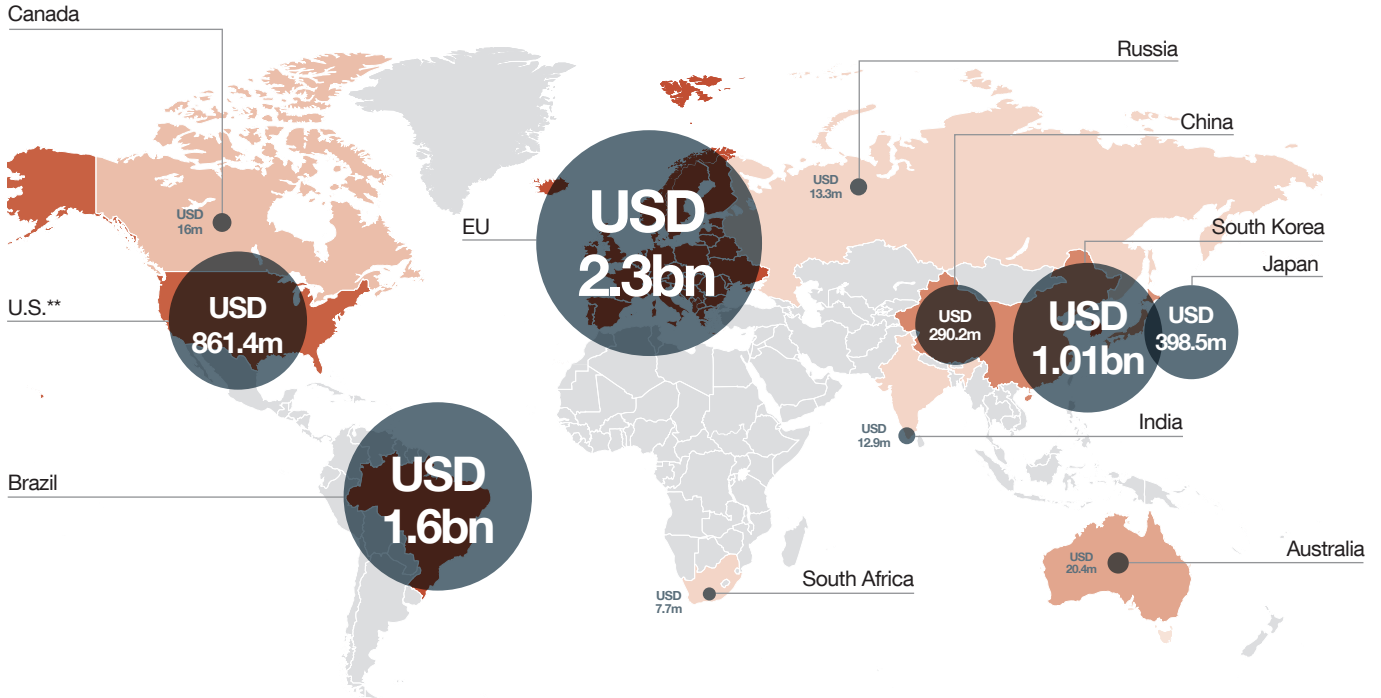 Canada
USD
16m
Russia
USD
13.3m
China
USD
290.2m
EU
USD
2.3bn
South Korea
USD
1.01bn
Japan
USD
398.5m
U.S.**
USD
861.4m
India
USD
12.9m
Brazil
USD
1.6bn
South Africa
USD
7.7m
Australia
USD
20.4m